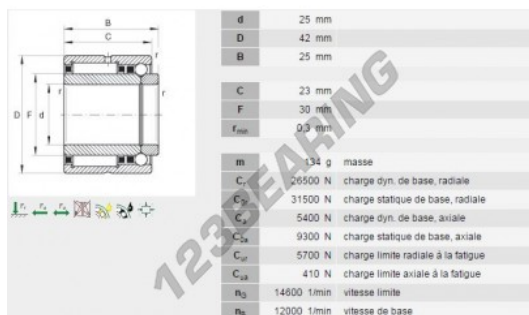 B
C
r
r
r
r
D F d
d 25 mm
D 42 mm
B 25 mm
C 23 mm
F 30 mm
r min 0,3 mm
m 134 g masse
Cr 26500 N charge dyn. de base, radiale
C0r 31500 N charge statique de base, radiale
Ca 5400 N charge dyn. de base, axiale
C0a 9300 N charge statique de base, axiale
Cur 5700 N charge limite radiale á la fatigue
Cua 410 N charge limite axiale á la fatigue
nG 14600 1/min vitesse limite
12000 1/min vitesse de base
123BEARING